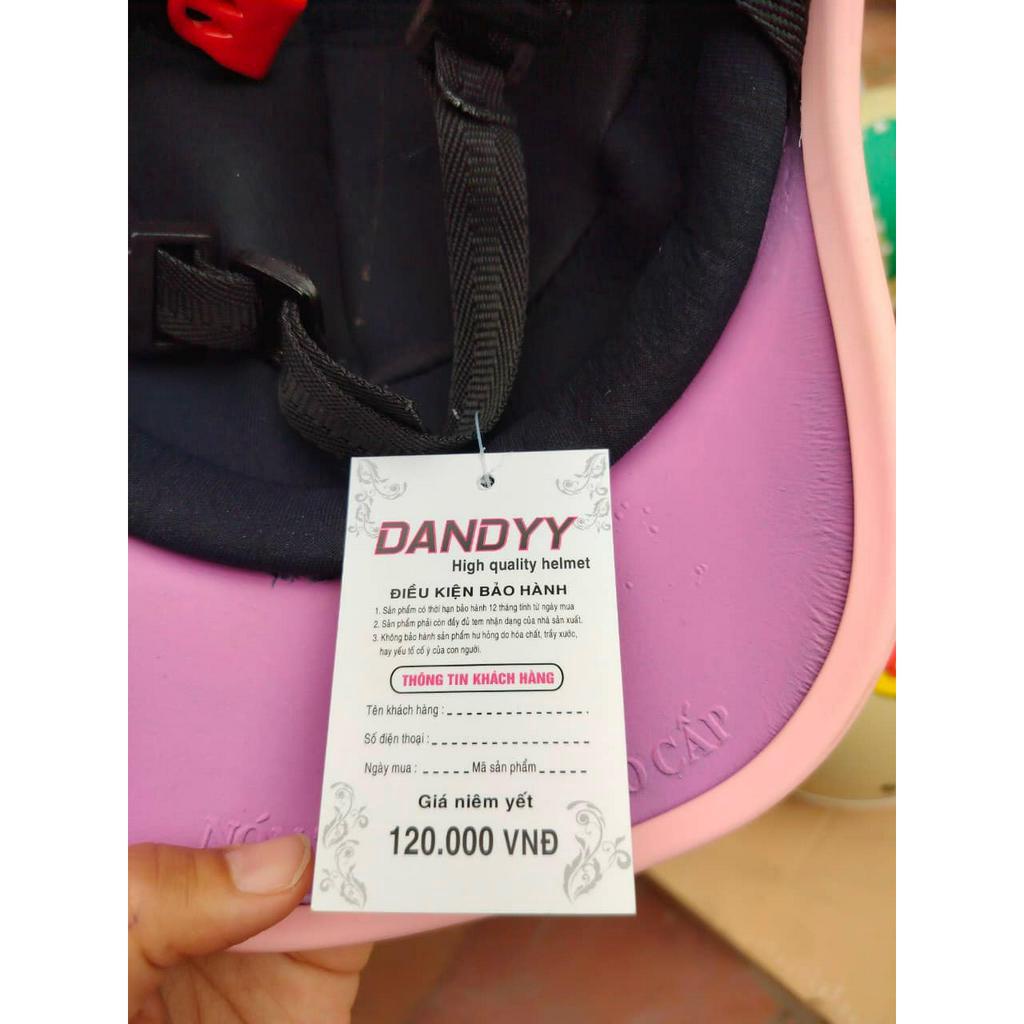 DANDYY
High quality helmet
ĐIỀU KIỆN BẢO HÀNH
1. Sản phẩm có thời hạn bảo hành 12 tháng tính từ ngày mua
2. Sản phẩm phải còn đầy đủ tem nhận dạng của nhà sản xuất.
3. Không bảo hành sản phẩm hư hỏng do hóa chất, trầy xước,
hay yếu tố cố ý của con người.
THÔNG TIN KHÁCH HÀNG
Tên khách hàng :
Số điện thoại :
Ngày mua : Mã sản phẩm
Giá niêm yết
120.000 VNĐ
CẤP